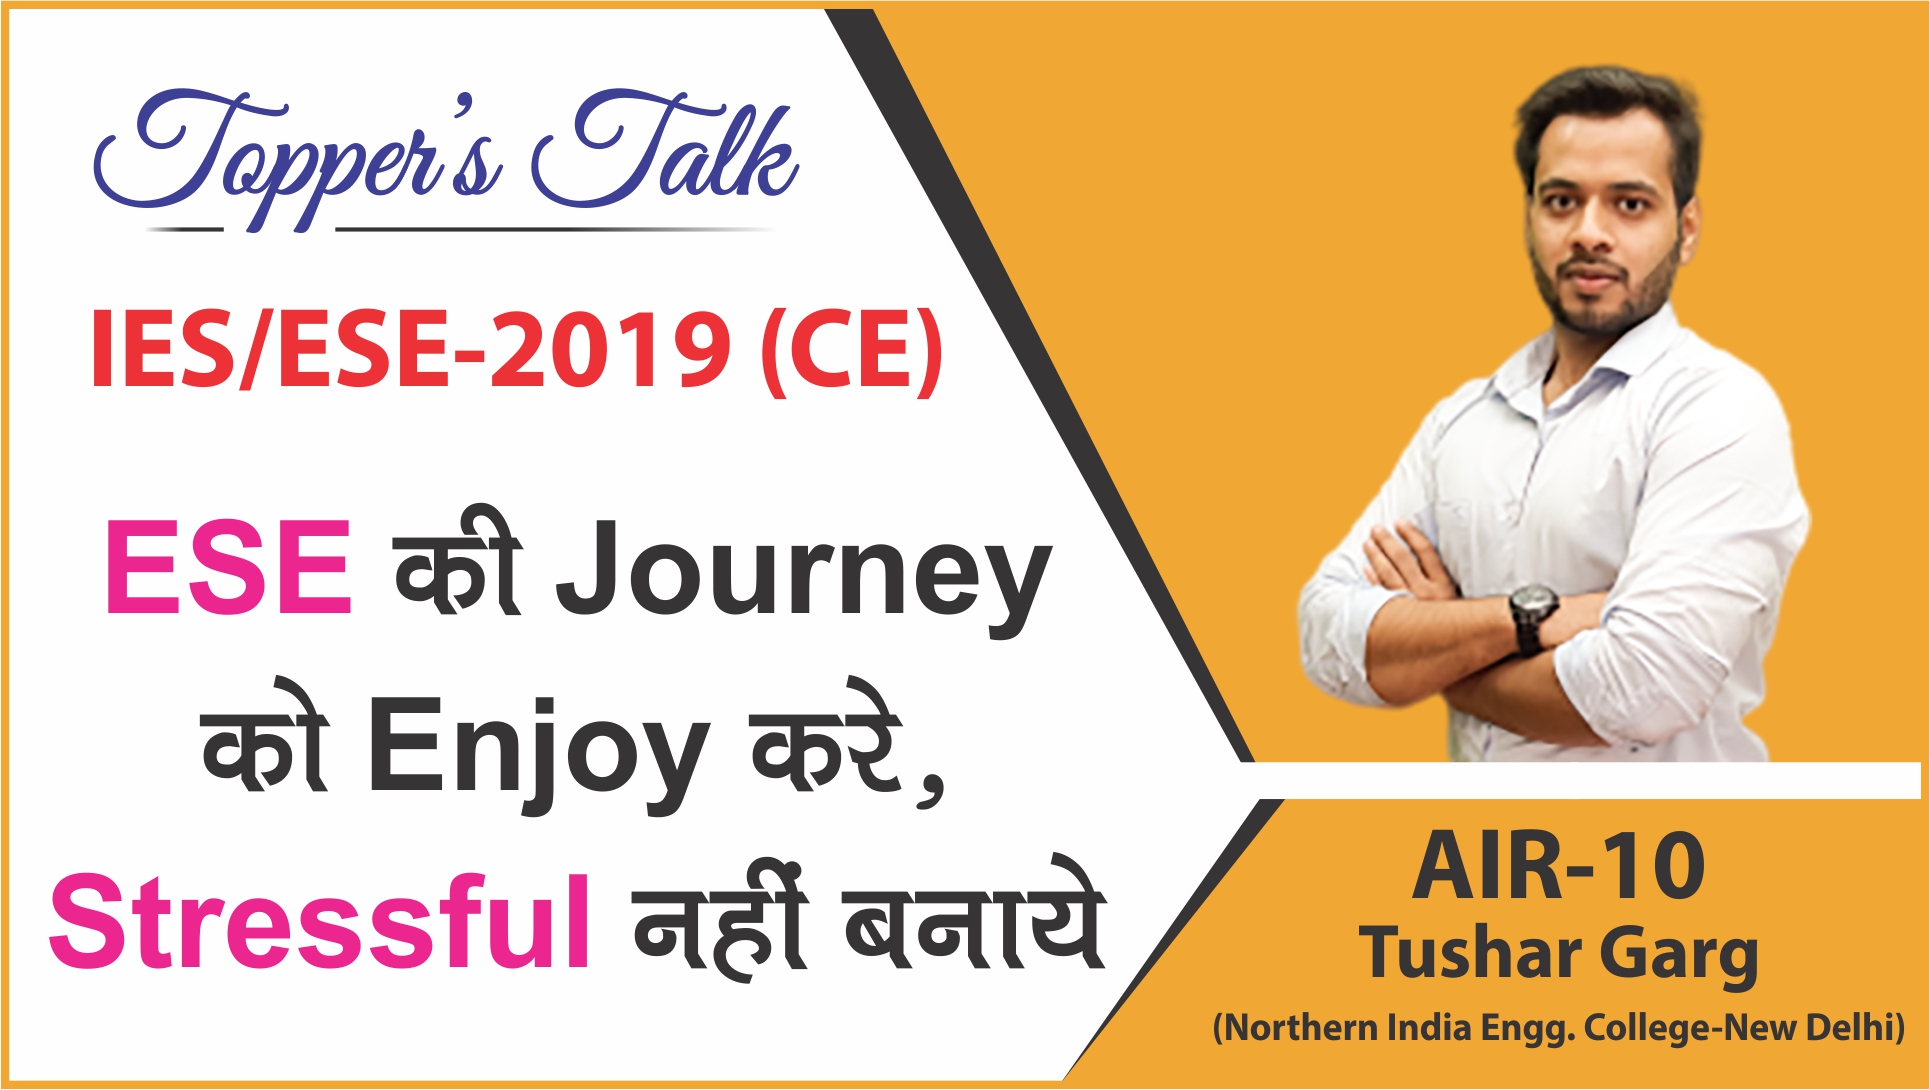 Topper's Talk
IES/ESE-2019 (CE)
ESE की Journey
को Enjoy करे,
Stressful नहीं बनाये
AIR-10
Tushar Garg
(Northern India Engg. College-New Delhi)